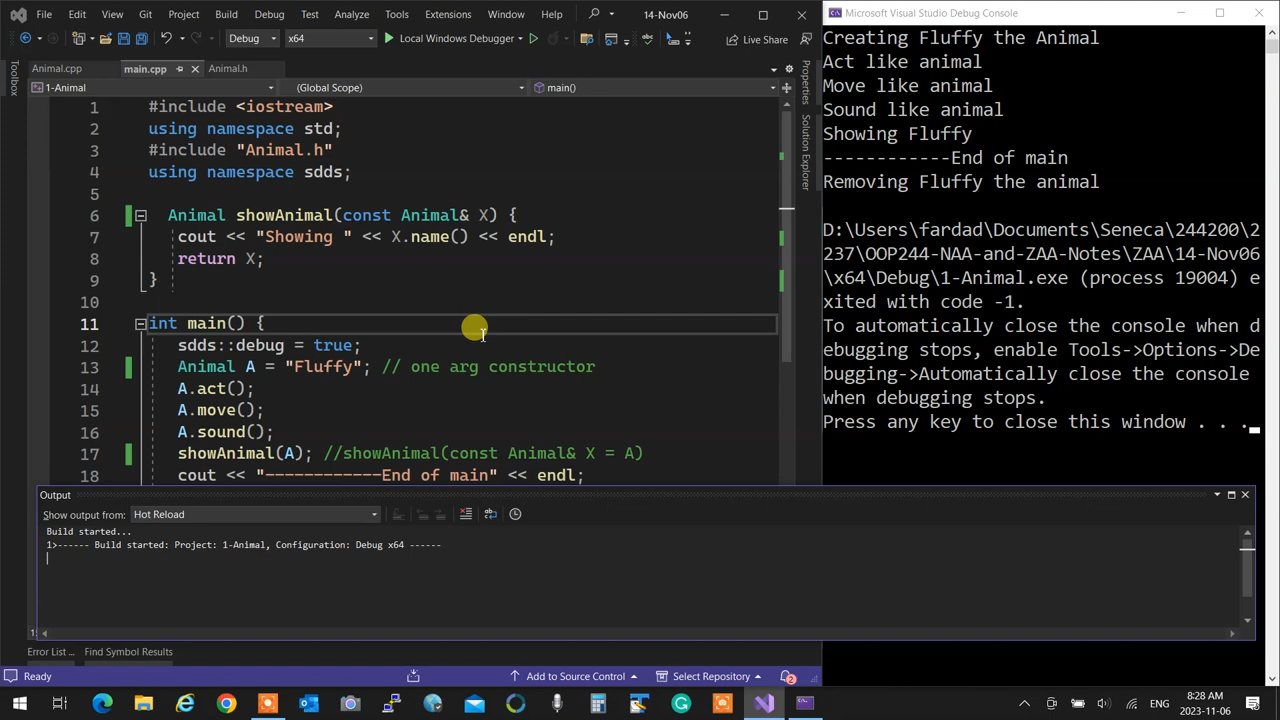 File Edit View Git Project Build Debug Test Analyze Tools Extensions Window Help 14-Nov06
Debug x64 Local Windows Debugger Live Share
Animal.cpp main.cpp Animal.h
1-Animal (Global Scope) main()
Toolbox
Properties
Solution Explorer
1 #include <iostream>
2 using namespace std;
3 #include "Animal.h"
4 using namespace sdds;
5
6 Animal showAnimal(const Animal& X) {
7 cout << "Showing " << X.name() << endl;
8 return X;
9 }
10
11 int main() {
12 sdds::debug = true;
13 Animal A = "Fluffy"; // one arg constructor
14 A.act();
15 A.move();
16 A.sound();
17 showAnimal(A); //showAnimal(const Animal& X = A)
18 cout << "------------End of main" << endl;
Output
Show output from: Hot Reload
Build started...
1>------ Build started: Project: 1-Animal, Configuration: Debug x64 ------
Error List ... Find Symbol Results
Ready Add to Source Control Select Repository 2
Microsoft Visual Studio Debug Console
Creating Fluffy the Animal
Act like animal
Move like animal
Sound like animal
Showing Fluffy
------------End of main
Removing Fluffy the animal
D:\Users\fardad\Documents\Seneca\244200\2
237\OOP244-NAA-and-ZAA-Notes\ZAA\14-Nov06
\x64\Debug\1-Animal.exe (process 19004) e
xited with code -1.
To automatically close the console when d
ebugging stops, enable Tools->Options->De
bugging->Automatically close the console
when debugging stops.
Press any key to close this window . . .
ENG
8:28 AM
2023-11-06